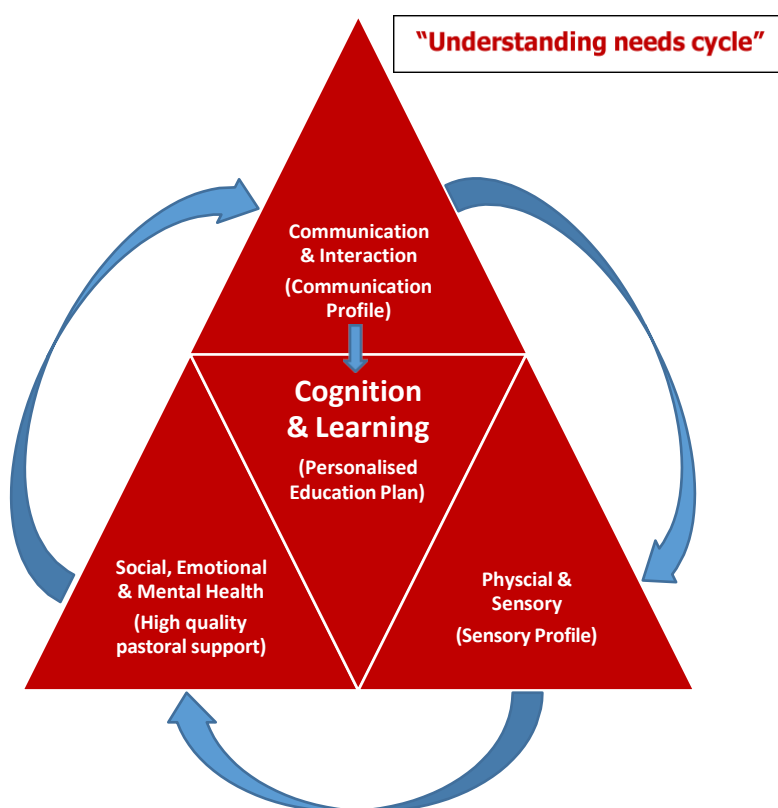 “Understanding needs cycle”
Communication
& Interaction
(Communication
Profile)
Cognition
& Learning
(Personalised
Education Plan)
Social, Emotional
& Mental Health
(High quality
pastoral support)
Physcial &
Sensory
(Sensory Profile)